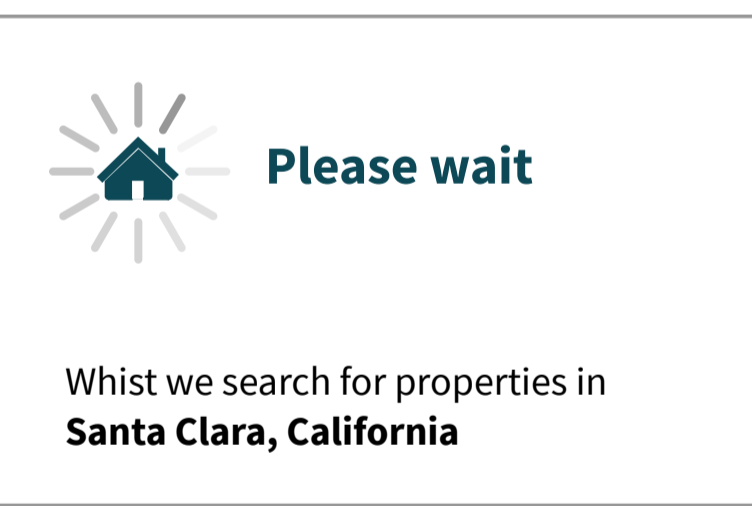 Please wait
Whist we search for properties in
Santa Clara, California